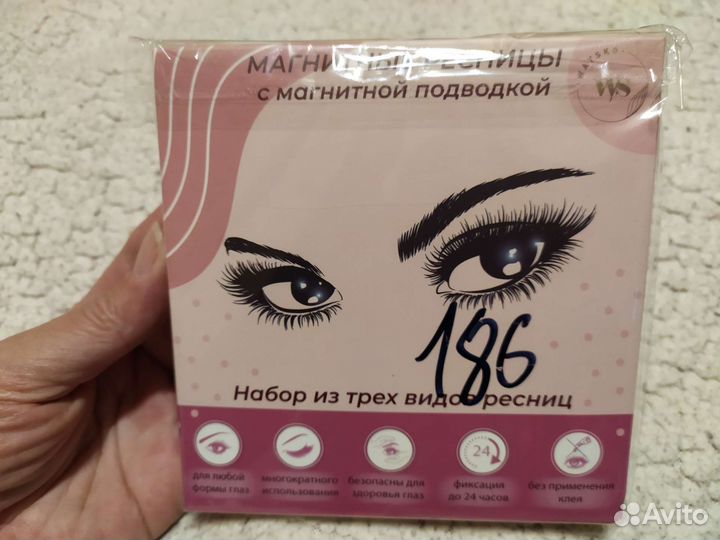 МАГНИТНЫЕ РЕСНИЦЫ
с МАГНИТНОЙ ПОДВОДКОЙ
WS
186
Набор из трех видов ресниц
для любой
формы глаз
многократного
использования
безопасны для
здоровья глаз
24
фиксация
до 24 часов
без применения
клея
Avito